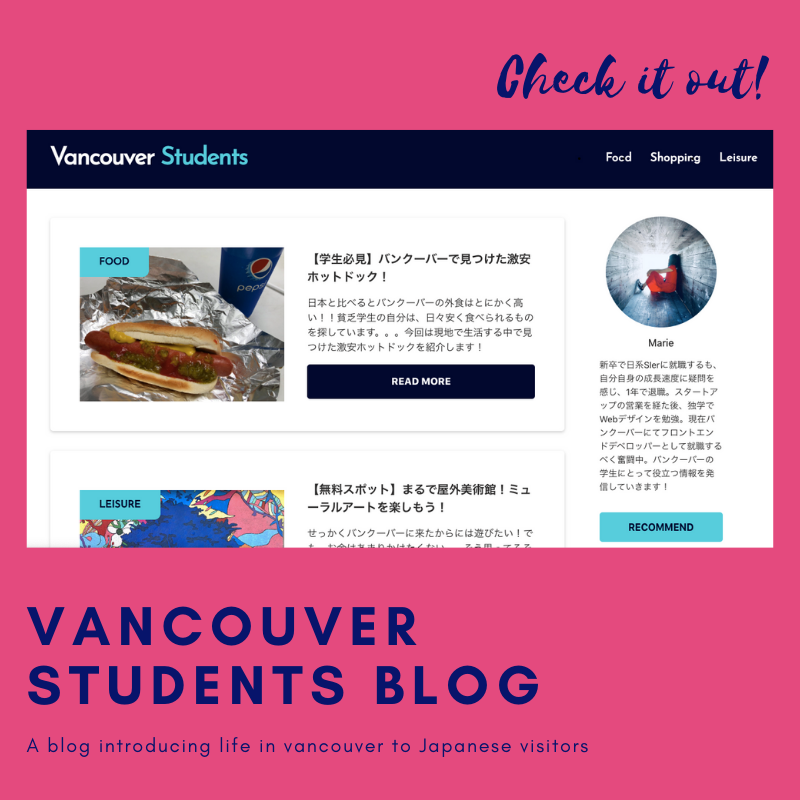 Check it out!
Vancouver Students
Food Shopping Leisure
FOOD
pepsi
【学生必見】バンクーバーで見つけた激安
ホットドック！
日本と比べるとバンクーバーの外食はとにかく高
い！！貧乏学生の自分は、日々安く食べられるもの
を探しています。。。今回は現地で生活する中で見
つけた激安ホットドックを紹介します！
READ MORE
LEISURE
【無料スポット】まるで屋外美術館！ミュ
ーラルアートを楽しもう！
せっかくバンクーバーに来たからには遊びたい！で
Marie
新卒で日系SIerに就職するも、
自分自身の成長速度に疑問を
感じ、1年で退職。スタートア
ップの営業を経た後、独学で
Webデザインを勉強。現在バ
ンクーバーにてフロントエン
ドデベロッパーとして就職する
べく奮闘中。バンクーバーの
学生にとって役立つ情報を発
信していきます！
RECOMMEND
VANCOUVER
STUDENTS BLOG
A blog introducing life in vancouver to Japanese visitors